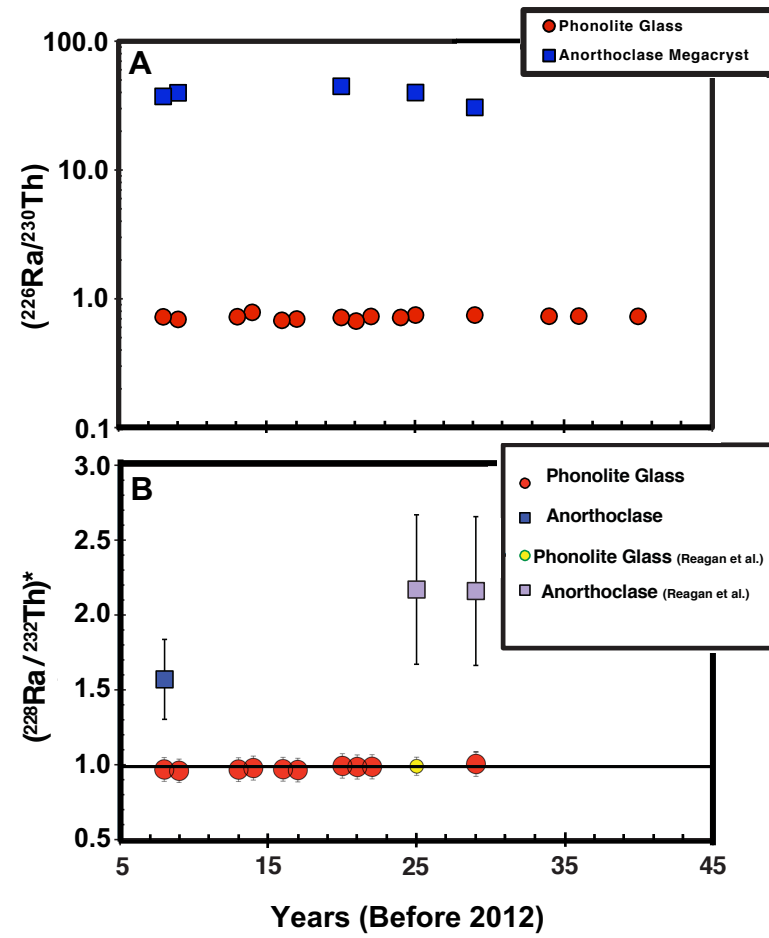 Phonolite Glass
Anorthoclase Megacryst
A
100.0
10.0
1.0
0.1
(²²⁶Ra/²³⁰Th)
B
Phonolite Glass
Anorthoclase
Phonolite Glass (Reagan et al.)
Anorthoclase (Reagan et al.)
3.0
2.5
2.0
1.5
1.0
0.5
(²²⁸Ra/²³²Th)*
5 15 25 35 45
Years (Before 2012)